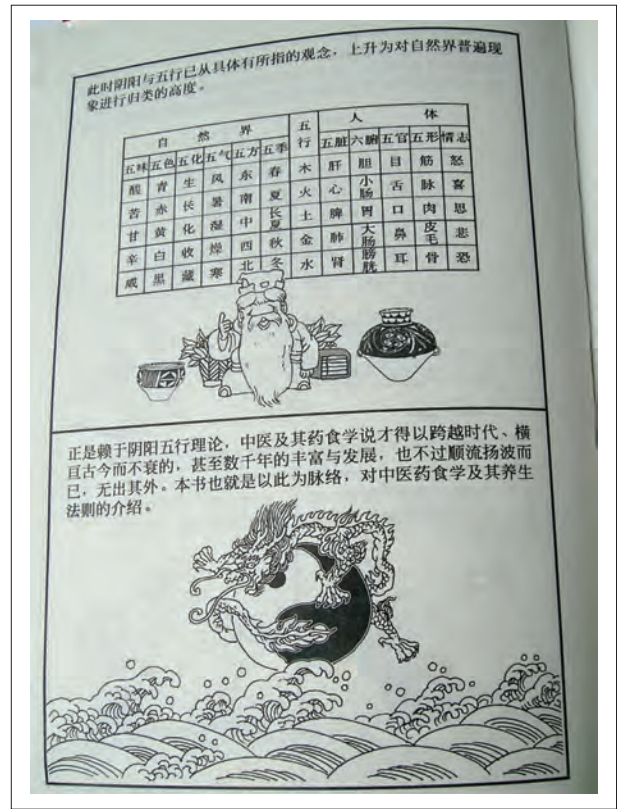 此时阴阳与五行已从具体有所指的观念，上升为对自然界普遍现
象进行归类的高度。
自然界 五行 人体
五味 五色 五化 五气 五方 五季 五脏 六腑 五官 五形 情志
酸 青 生 风 东 春 木 肝 胆 目 筋 怒
苦 赤 长 暑 南 夏 火 心 小肠 舌 脉 喜
甘 黄 化 湿 中 长夏 土 脾 胃 口 肉 思
辛 白 收 燥 西 秋 金 肺 大肠 鼻 皮毛 悲
咸 黑 藏 寒 北 冬 水 肾 膀胱 耳 骨 恐
正是赖于阴阳五行理论，中医及其药食学说才得以跨越时代、横
亘古今而不衰的，甚至数千年的丰富与发展，也不过顺流扬波而
已，无出其外。本书也就是以此为脉络，对中医药食学及其养生
法则的介绍。